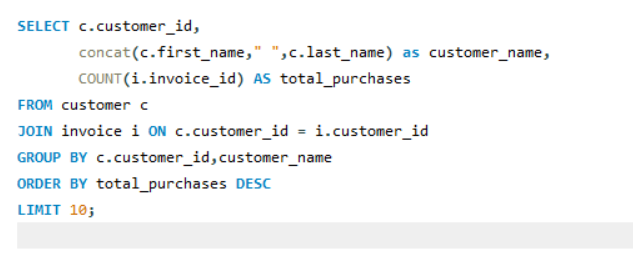 SELECT c.customer_id,
concat(c.first_name," ",c.last_name) as customer_name,
COUNT(i.invoice_id) AS total_purchases
FROM customer c
JOIN invoice i ON c.customer_id = i.customer_id
GROUP BY c.customer_id,customer_name
ORDER BY total_purchases DESC
LIMIT 10;